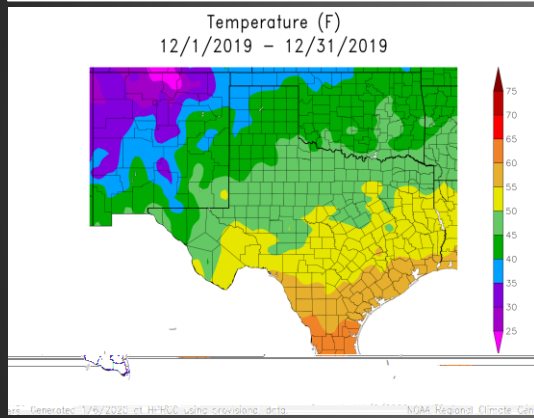 Temperature (F)
12/1/2019 – 12/31/2019
75
70
65
60
55
50
45
40
35
30
25
Generated 1/6/2020 at HPRCC using provisional data.
NOAA Regional Climate Cen